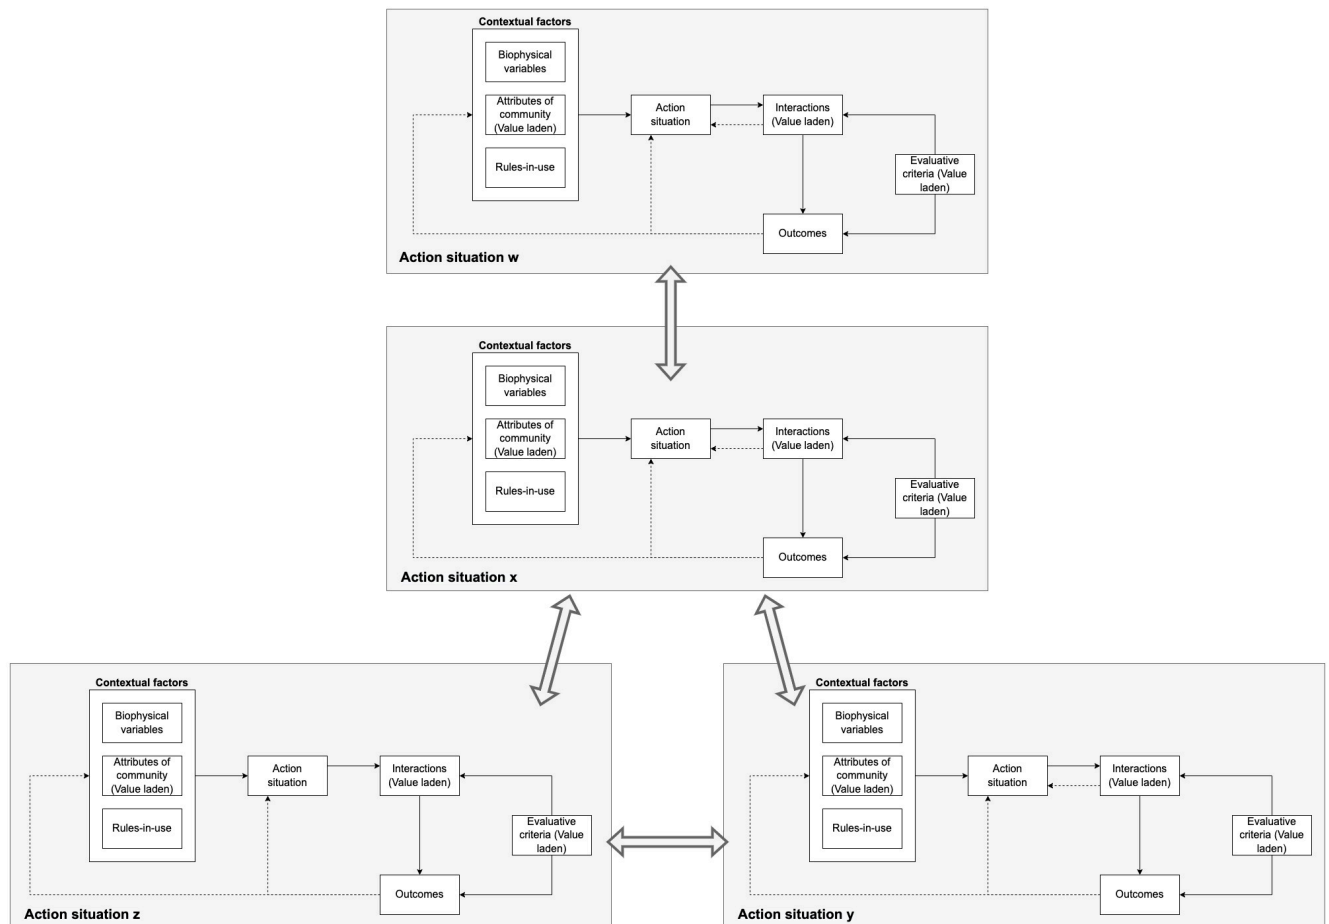 Contextual factors
Biophysical
variables
Attributes of
community
(Value laden)
Rules-in-use
Action
situation
Interactions
(Value laden)
Evaluative
criteria (Value
laden)
Outcomes
Action situation w
Contextual factors
Biophysical
variables
Attributes of
community
(Value laden)
Rules-in-use
Action
situation
Interactions
(Value laden)
Evaluative
criteria (Value
laden)
Outcomes
Action situation x
Contextual factors
Biophysical
variables
Attributes of
community
(Value laden)
Rules-in-use
Action
situation
Interactions
(Value laden)
Evaluative
criteria (Value
laden)
Outcomes
Action situation z
Contextual factors
Biophysical
variables
Attributes of
community
(Value laden)
Rules-in-use
Action
situation
Interactions
(Value laden)
Evaluative
criteria (Value
laden)
Outcomes
Action situation y